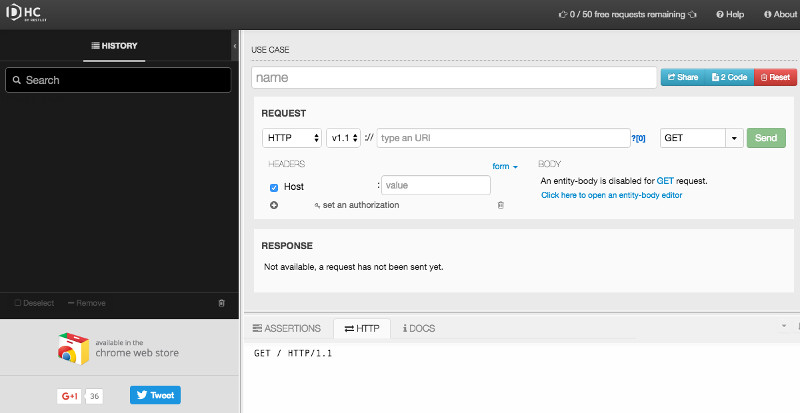 DHC
BY RESTLET
0 / 50 free requests remaining
Help
About
HISTORY
Search
USE CASE
name
Share
2 Code
Reset
REQUEST
HTTP
v1.1
://
type an URI
?[0]
GET
Send
HEADERS
form
BODY
Host
:
value
An entity-body is disabled for GET request.
Click here to open an entity-body editor
set an authorization
RESPONSE
Not available, a request has not been sent yet.
Deselect
Remove
ASSERTIONS
HTTP
DOCS
GET / HTTP/1.1
available in the
chrome web store
G+1
36
Tweet